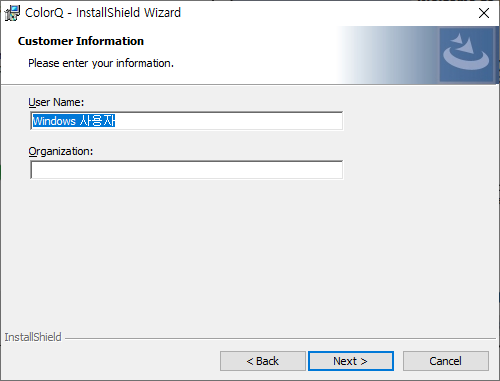 ColorQ - InstallShield Wizard
Customer Information
Please enter your information.
User Name:
Windows 사용자
Organization:
InstallShield
< Back
Next >
Cancel